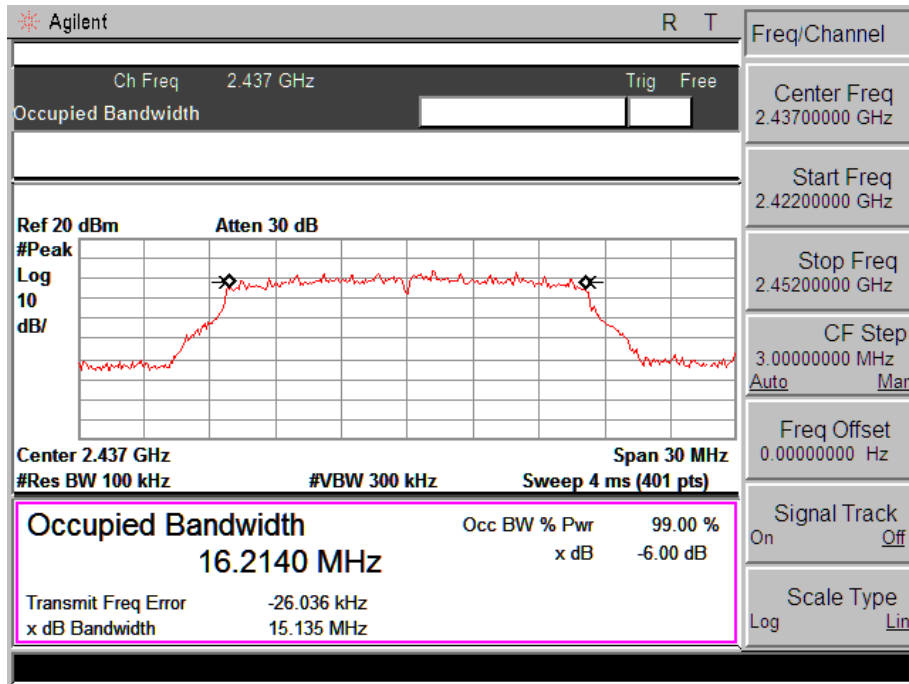 Agilent R T
Ch Freq 2.437 GHz Trig Free
Occupied Bandwidth
Ref 20 dBm Atten 30 dB
#Peak
Log
10
dB/
Center 2.437 GHz Span 30 MHz
#Res BW 100 kHz #VBW 300 kHz Sweep 4 ms (401 pts)
Occupied Bandwidth Occ BW % Pwr 99.00 %
16.2140 MHz x dB -6.00 dB
Transmit Freq Error -26.036 kHz
x dB Bandwidth 15.135 MHz
Freq/Channel
Center Freq
2.43700000 GHz
Start Freq
2.42200000 GHz
Stop Freq
2.45200000 GHz
CF Step
3.00000000 MHz
Auto Man
Freq Offset
0.00000000 Hz
Signal Track
On Off
Scale Type
Log Lin